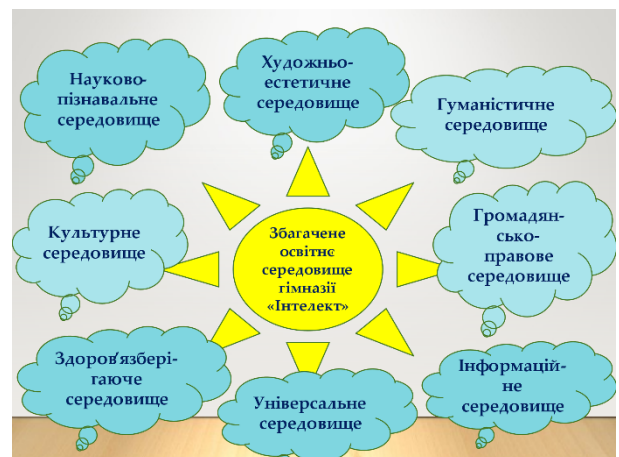 Науково-
пізнавальне
середовище
Художньо-
естетичне
середовище
Гуманістичне
середовище
Культурне
середовище
Збагачене
освітнє
середовище
гімназії
«Інтелект»
Громадян-
сько-
правове
середовище
Здоров'язбері-
гаюче
середовище
Універсальне
середовище
Інформацій-
не
середовище